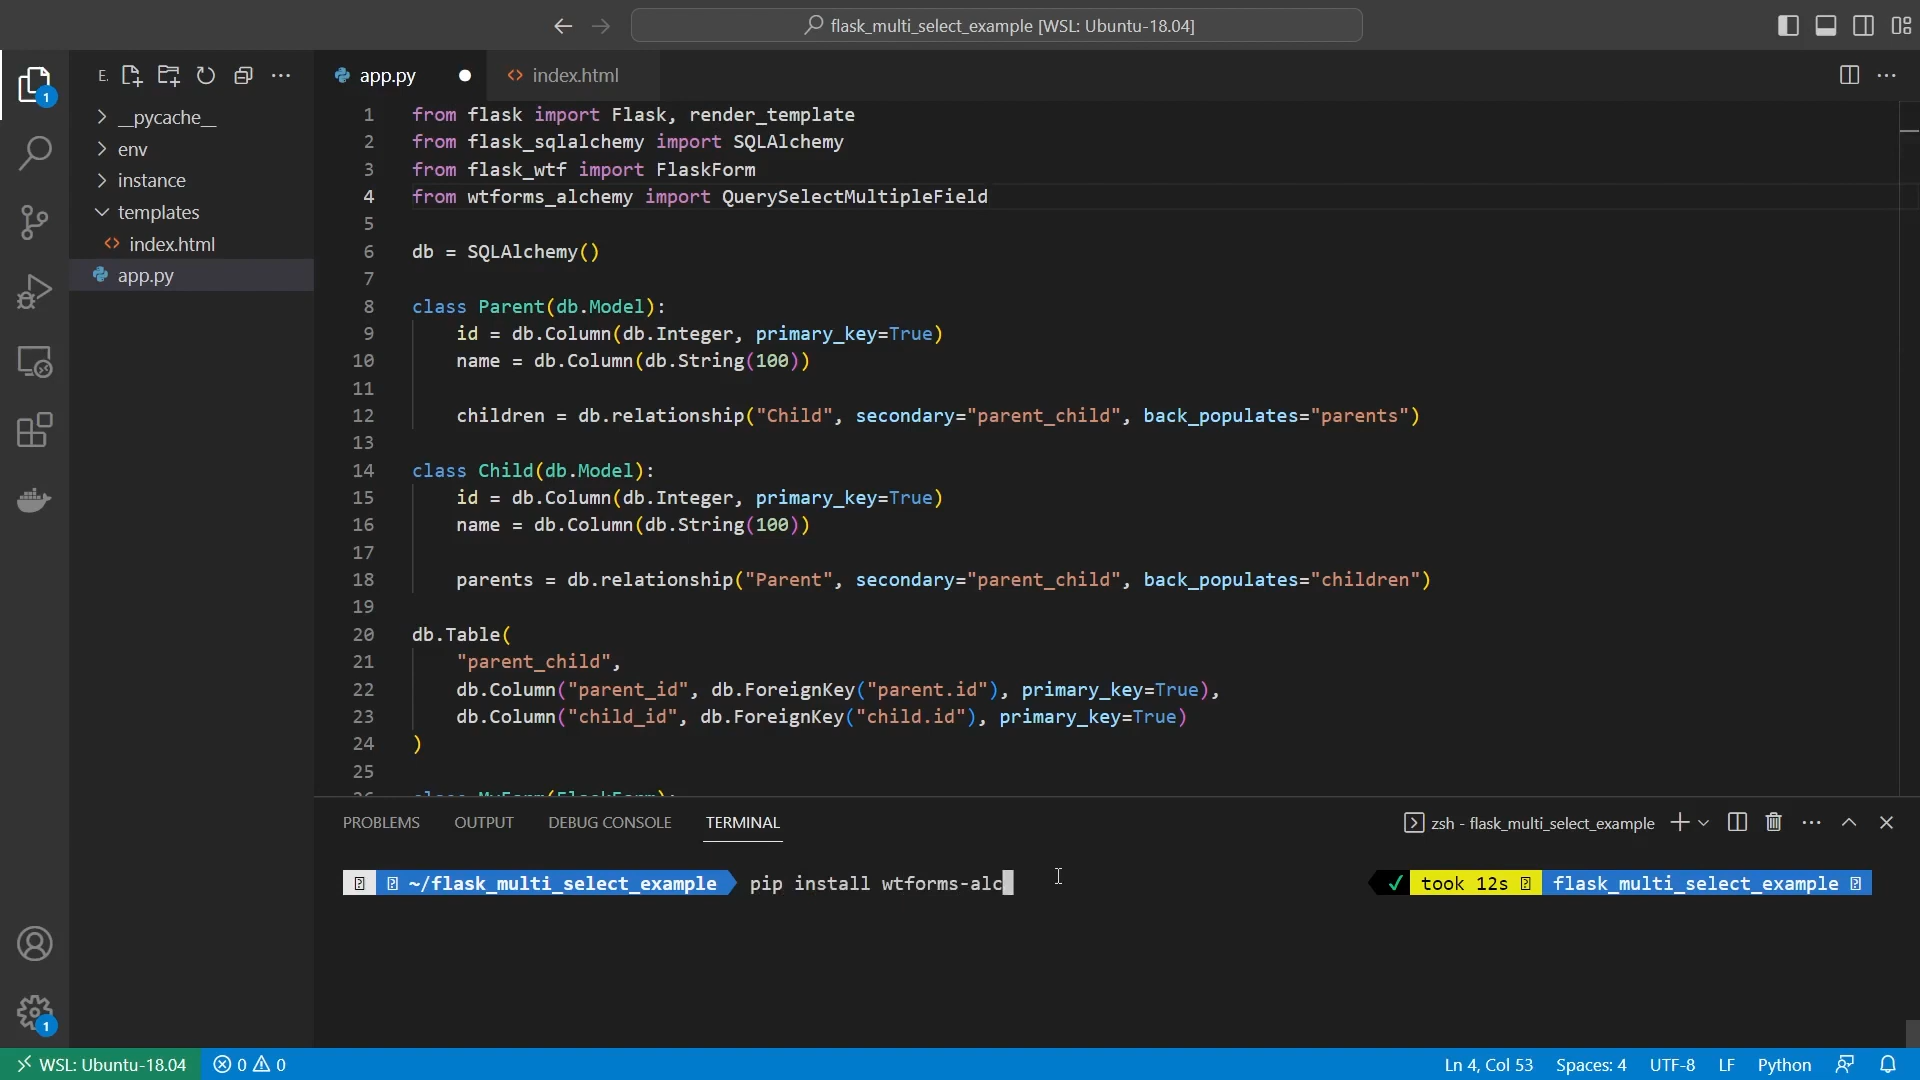 flask_multi_select_example [WSL: Ubuntu-18.04]
E.
app.py
index.html
1
__pycache__
env
instance
templates
index.html
app.py
1 from flask import Flask, render_template
2 from flask_sqlalchemy import SQLAlchemy
3 from flask_wtf import FlaskForm
4 from wtforms_alchemy import QuerySelectMultipleField
5
6 db = SQLAlchemy()
7
8 class Parent(db.Model):
9 id = db.Column(db.Integer, primary_key=True)
10 name = db.Column(db.String(100))
11
12 children = db.relationship("Child", secondary="parent_child", back_populates="parents")
13
14 class Child(db.Model):
15 id = db.Column(db.Integer, primary_key=True)
16 name = db.Column(db.String(100))
17
18 parents = db.relationship("Parent", secondary="parent_child", back_populates="children")
19
20 db.Table(
21 "parent_child",
22 db.Column("parent_id", db.ForeignKey("parent.id"), primary_key=True),
23 db.Column("child_id", db.ForeignKey("child.id"), primary_key=True)
24 )
25
26 class MyForm(FlaskForm):
PROBLEMS OUTPUT DEBUG CONSOLE TERMINAL
zsh - flask_multi_select_example
~/flask_multi_select_example pip install wtforms-alc
✓ took 12s flask_multi_select_example
1
WSL: Ubuntu-18.04 0 0
Ln 4, Col 53 Spaces: 4 UTF-8 LF Python